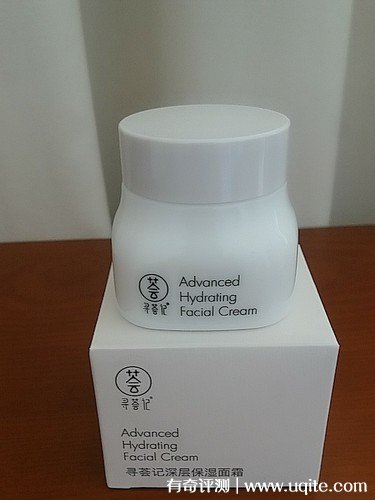 荟
寻荟记®
Advanced
Hydrating
Facial Cream
荟
寻荟记®
Advanced
Hydrating
Facial Cream
寻荟记深层保湿面霜
有奇评测 | www.uqite.com